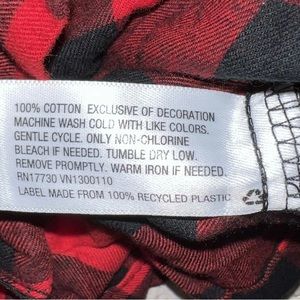 100% COTTON EXCLUSIVE OF DECORATION
MACHINE WASH COLD WITH LIKE COLORS.
GENTLE CYCLE. ONLY NON-CHLORINE
BLEACH IF NEEDED. TUMBLE DRY LOW.
REMOVE PROMPTLY. WARM IRON IF NEEDED.
RN17730 VN1300110
LABEL MADE FROM 100% RECYCLED PLASTIC